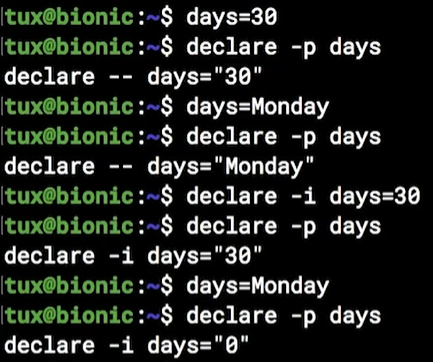 tux@bionic:~$ days=30
tux@bionic:~$ declare -p days
declare -- days="30"
tux@bionic:~$ days=Monday
tux@bionic:~$ declare -p days
declare -- days="Monday"
tux@bionic:~$ declare -i days=30
tux@bionic:~$ declare -p days
declare -i days="30"
tux@bionic:~$ days=Monday
tux@bionic:~$ declare -p days
declare -i days="0"